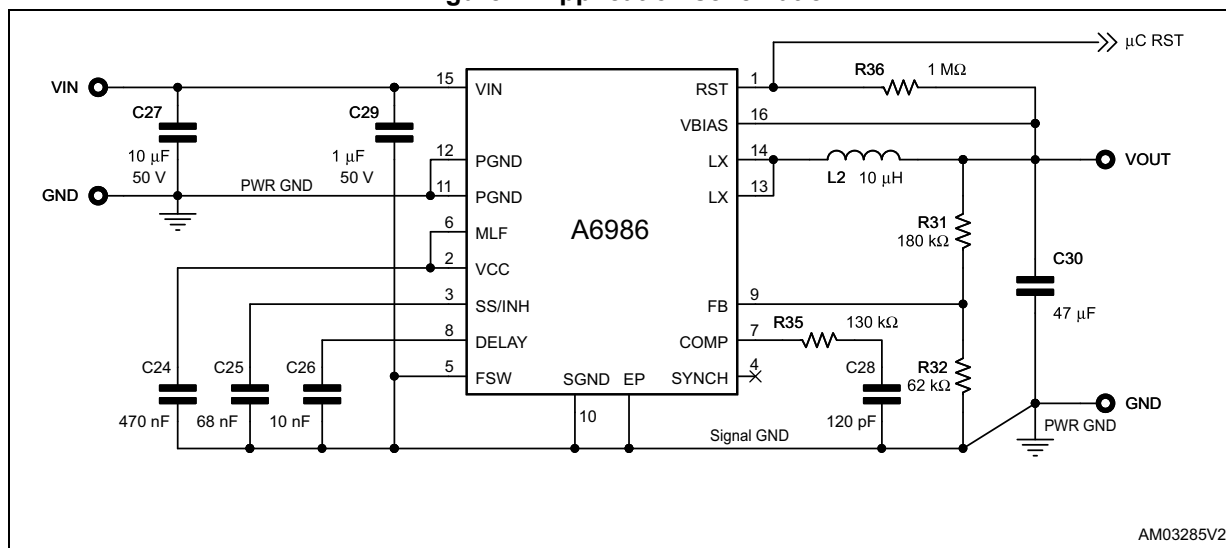 µC RST
VIN
15
VIN
RST
1
R36
1 MΩ
C27
C29
VBIAS
16
10 µF
50 V
1 µF
50 V
12
PGND
LX
14
VOUT
GND
PWR GND
11
PGND
LX
13
L2
10 µH
A6986
6
MLF
R31
180 kΩ
2
VCC
C30
3
SS/INH
FB
9
47 µF
8
DELAY
COMP
7
R35
130 kΩ
C24
C25
C26
5
FSW
SGND
EP
SYNCH
4
C28
R32
62 kΩ
470 nF
68 nF
10 nF
10
120 pF
GND
Signal GND
PWR GND
AM03285V2